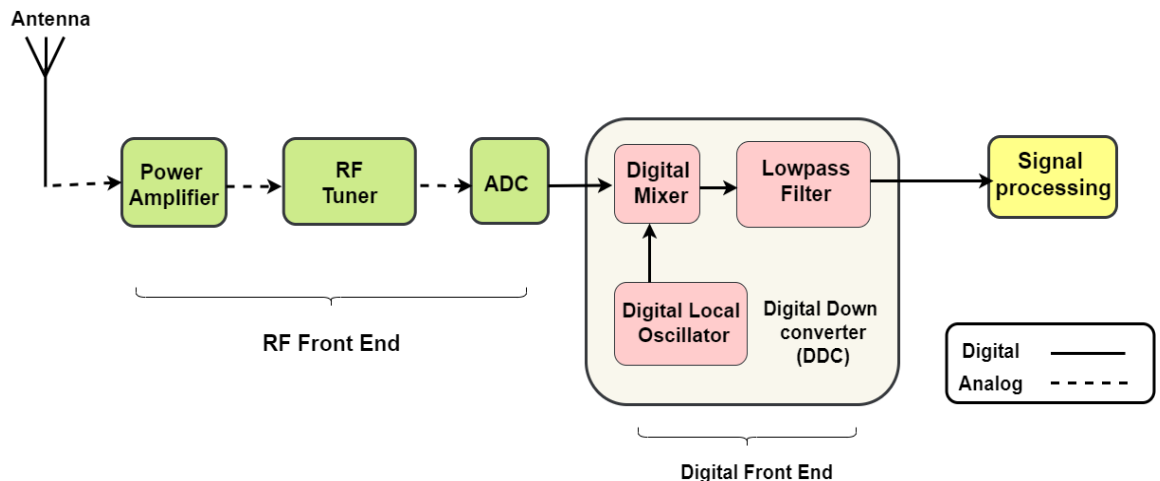 Antenna
Power
Amplifier
RF
Tuner
ADC
Digital
Mixer
Lowpass
Filter
Signal
processing
Digital Local
Oscillator
Digital Down
converter
(DDC)
RF Front End
Digital
Analog
Digital Front End